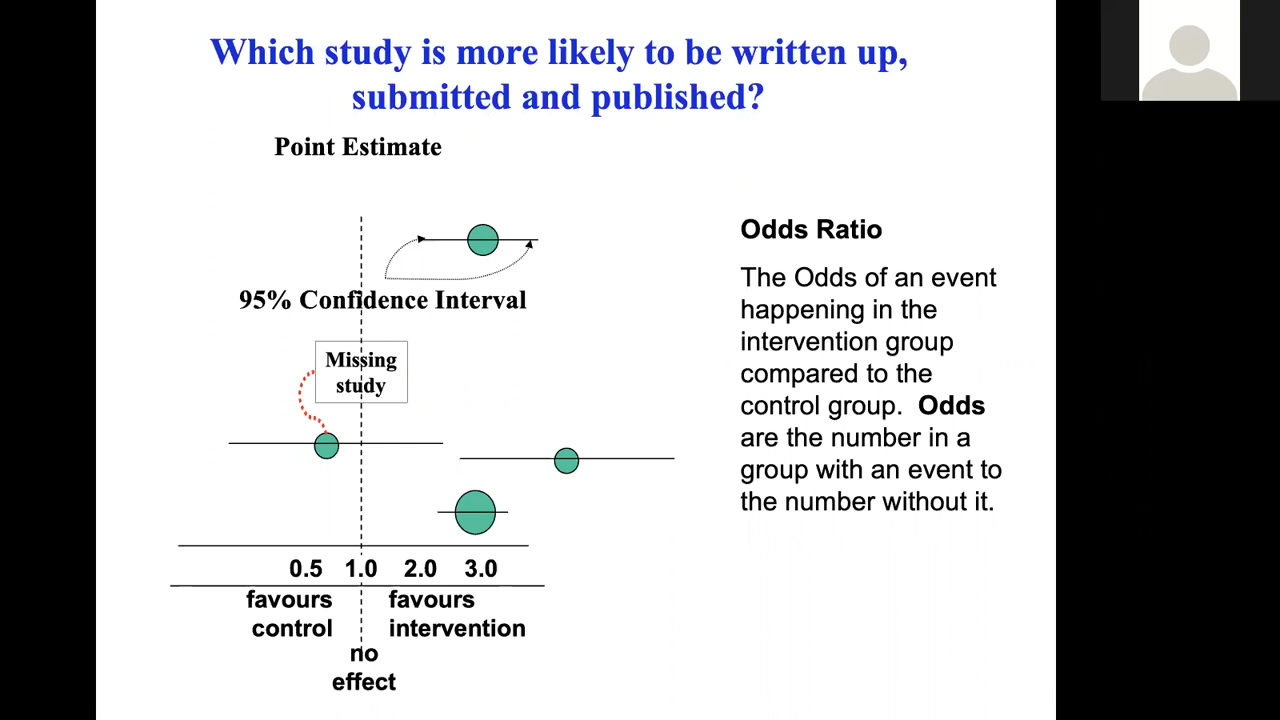 Which study is more likely to be written up,
submitted and published?
Point Estimate
95% Confidence Interval
Missing
study
0.5 1.0 2.0 3.0
favours favours
control intervention
no
effect
Odds Ratio
The Odds of an event
happening in the
intervention group
compared to the
control group. Odds
are the number in a
group with an event to
the number without it.